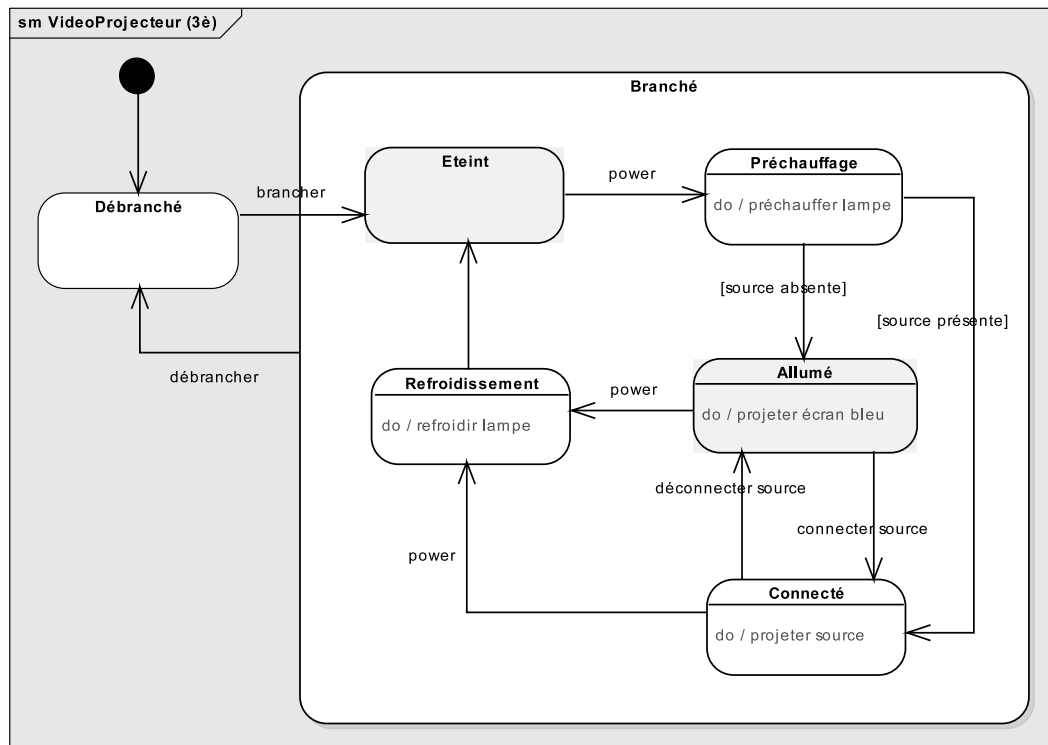 sm VideoProjecteur (3è)
Branché
Eteint
Préchauffage
do / préchauffer lampe
power
brancher
Débranché
[source absente]
[source présente]
débrancher
Refroidissement
do / refroidir lampe
power
Allumé
do / projeter écran bleu
déconnecter source
connecter source
power
Connecté
do / projeter source